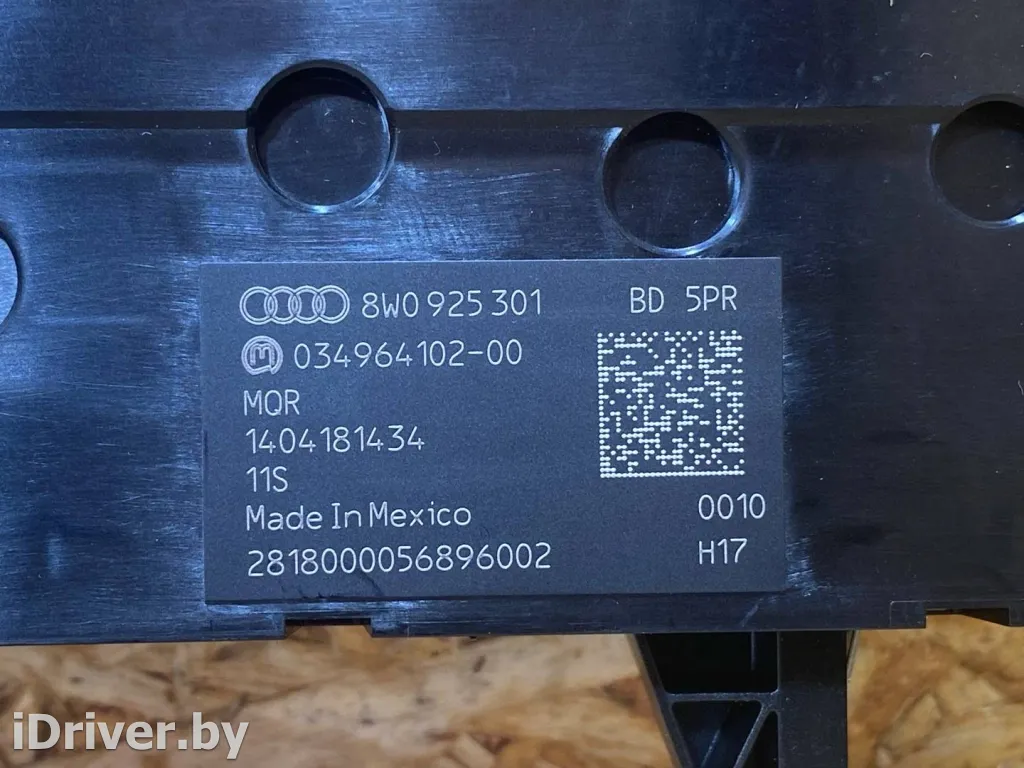 8W0 925 301 BD 5PR
M 034964102-00
MQR
1404181434
11S
Made In Mexico 0010
2818000056896002 H17
iDriver.by